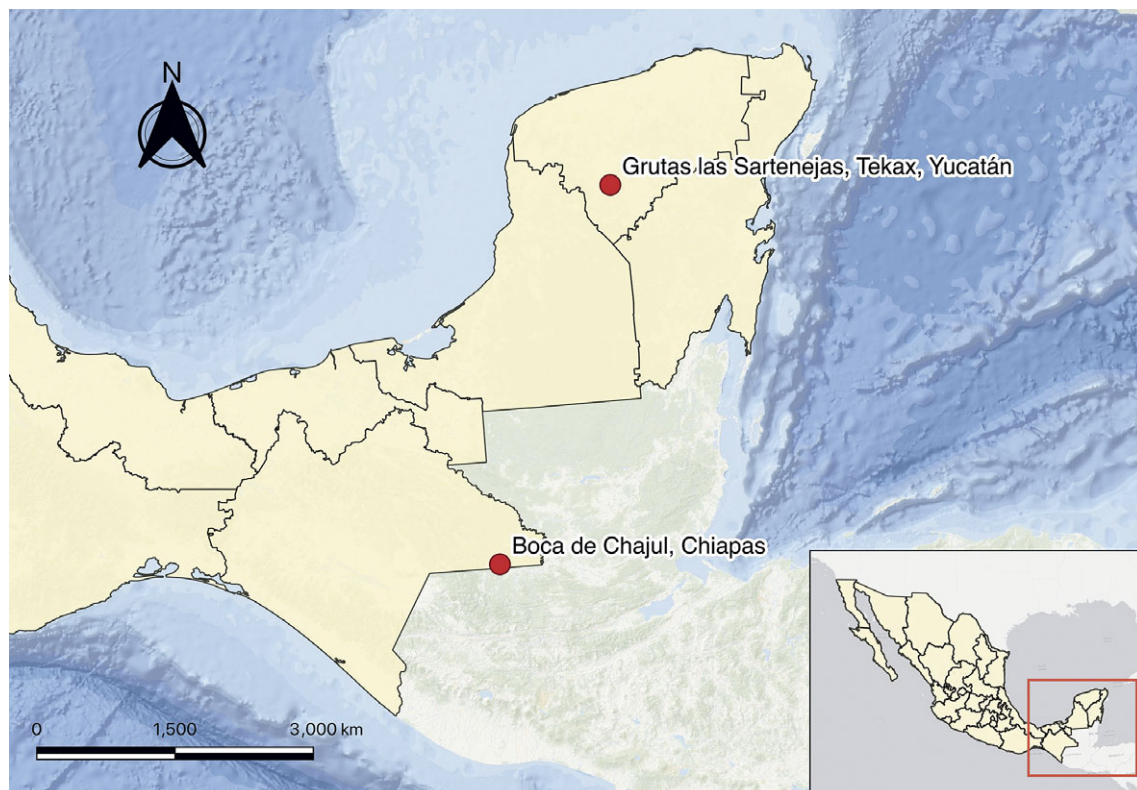 N
Grutas las Sartenejas, Tekax, Yucatán
Boca de Chajul, Chiapas
0 1,500 3,000 km